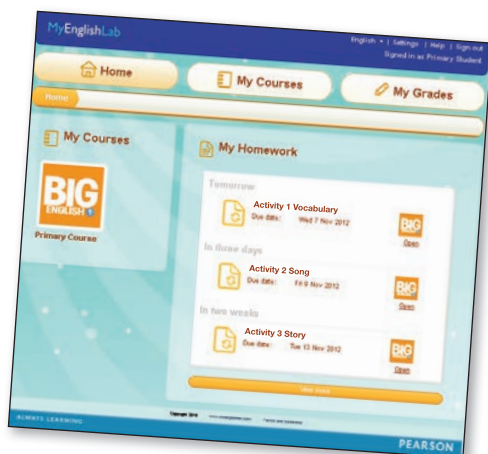 MyEnglishLab
English | Settings | Help | Sign out
Signed in as Primary Student
Home
My Courses
My Grades
Home
My Courses
BIG
ENGLISH
Primary Course
My Homework
Tomorrow
Activity 1 Vocabulary
Due date: Wed 7 Nov 2012
BIG
Open
In three days
Activity 2 Song
Due date: Fri 9 Nov 2012
BIG
Open
In two weeks
Activity 3 Story
Due date: Tue 13 Nov 2012
BIG
Open
ALWAYS LEARNING
PEARSON